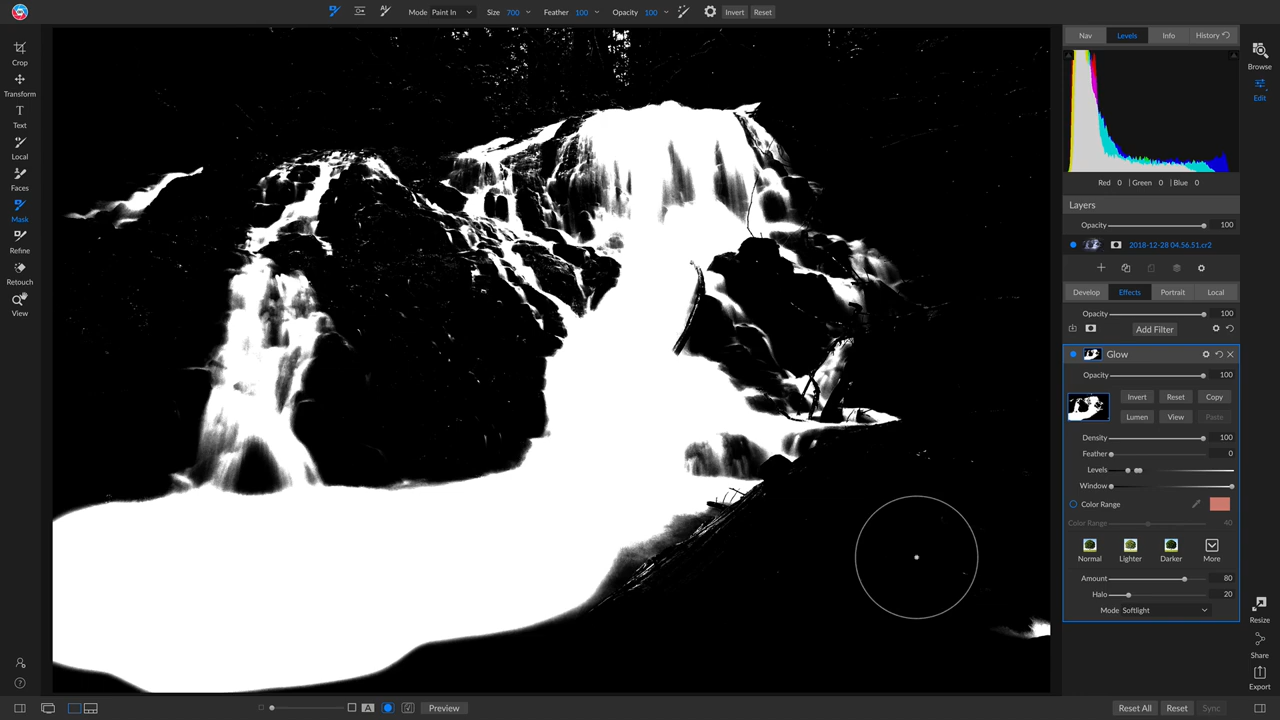 Mode Paint In Size 700 Feather 100 Opacity 100 Invert Reset
Crop
Transform
Text
Local
Faces
Mask
Refine
Retouch
View
Nav Levels Info History
Red 0 | Green 0 | Blue 0
Layers
Opacity 100
2018-12-28 04.56.51.cr2
Develop Effects Portrait Local
Opacity 100
Add Filter
Glow
Opacity 100
Invert Reset Copy
Lumen View Paste
Density 100
Feather 0
Levels
Window
Color Range
Color Range 40
Normal Lighter Darker More
Amount 80
Halo 20
Mode Softlight
Browse
Edit
Resize
Share
Export
A Preview
Reset All Reset Sync